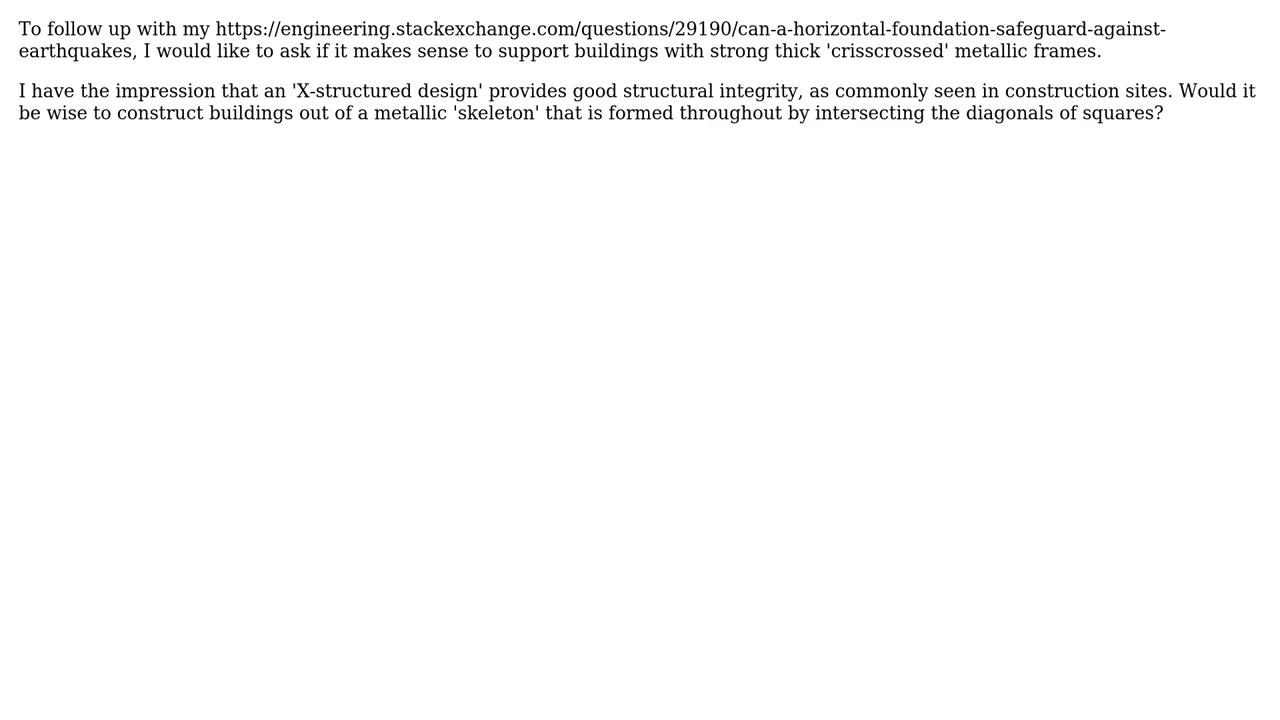 To follow up with my https://engineering.stackexchange.com/questions/29190/can-a-horizontal-foundation-safeguard-against-
earthquakes, I would like to ask if it makes sense to support buildings with strong thick 'crisscrossed' metallic frames.
I have the impression that an 'X-structured design' provides good structural integrity, as commonly seen in construction sites. Would it
be wise to construct buildings out of a metallic 'skeleton' that is formed throughout by intersecting the diagonals of squares?